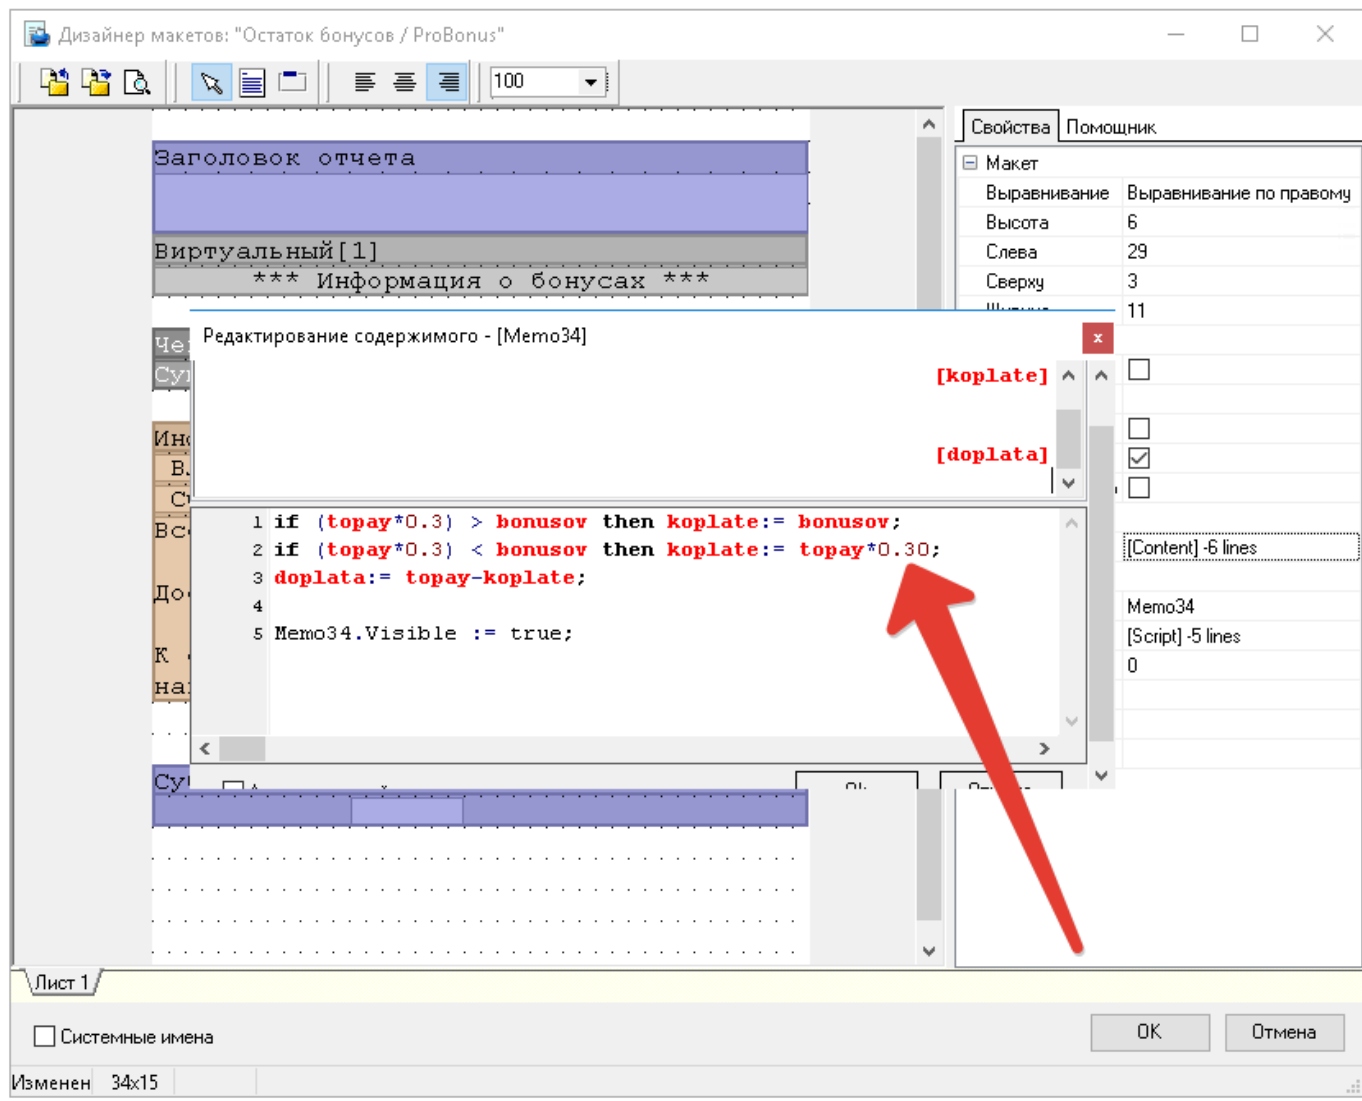 Дизайнер макетов: "Остаток бонусов / ProBonus"
100
Свойства
Помощник
Заголовок отчета
Виртуальный[1]
*** Информация о бонусах ***
Макет
Выравнивание Выравнивание по правому
Высота 6
Слева 29
Сверху 3
11
Редактирование содержимого - [Memo34]
x
[koplate]
[doplata]
1 if (topay*0.3) > bonusov then koplate:= bonusov;
2 if (topay*0.3) < bonusov then koplate:= topay*0.30;
3 doplata:= topay-koplate;
4
5 Memo34.Visible := true;
[Content] -6 lines
Memo34
[Script] -5 lines
0
К
Лист 1
Системные имена
OK
Отмена
Изменен 34x15